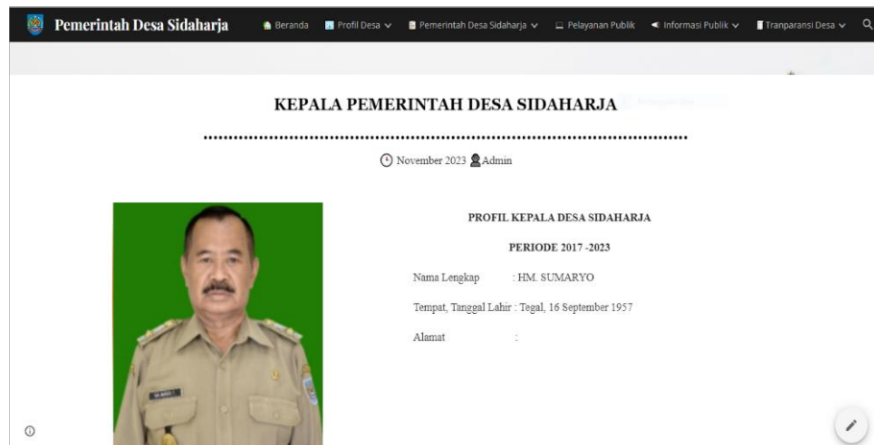 Pemerintah Desa Sidaharja
Beranda Profil Desa Pemerintah Desa Sidaharja Pelayanan Publik Informasi Publik Tranparansi Desa
KEPALA PEMERINTAH DESA SIDAHARJA
November 2023 Admin
PROFIL KEPALA DESA SIDAHARJA
PERIODE 2017 -2023
Nama Lengkap : HM. SUMARYO
Tempat, Tanggal Lahir : Tegal, 16 September 1957
Alamat :